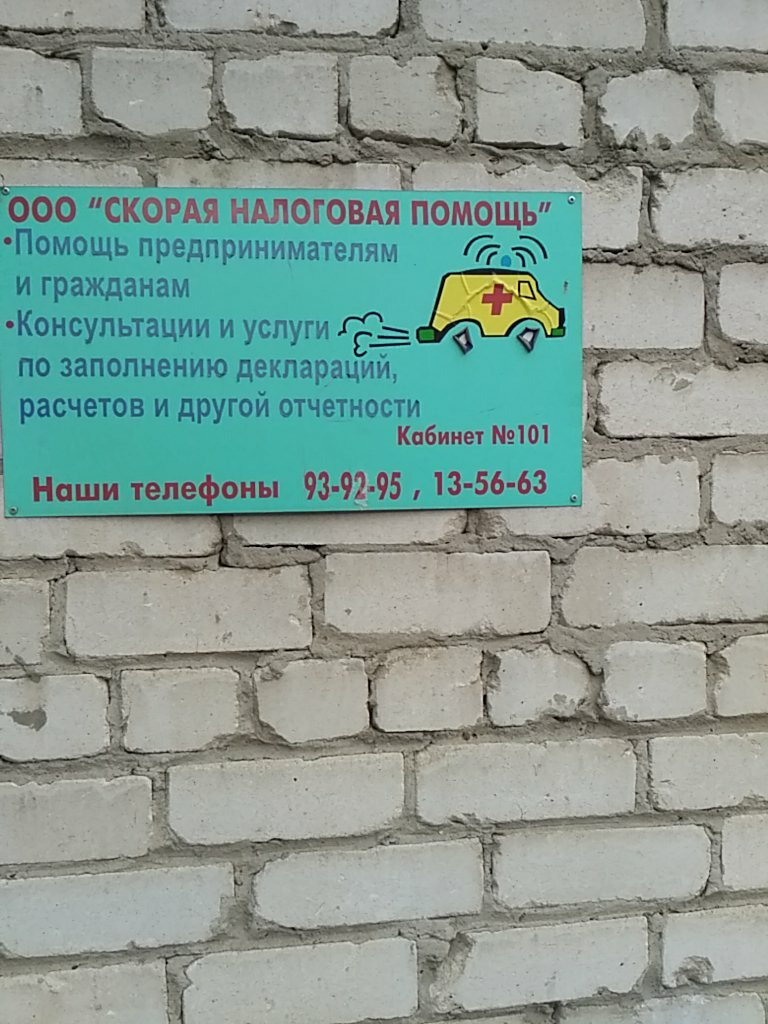 ООО "СКОРАЯ НАЛОГОВАЯ ПОМОЩЬ"
•Помощь предпринимателям
и гражданам
•Консультации и услуги
по заполнению деклараций,
расчетов и другой отчетности
Кабинет №101
Наши телефоны 93-92-95 , 13-56-63